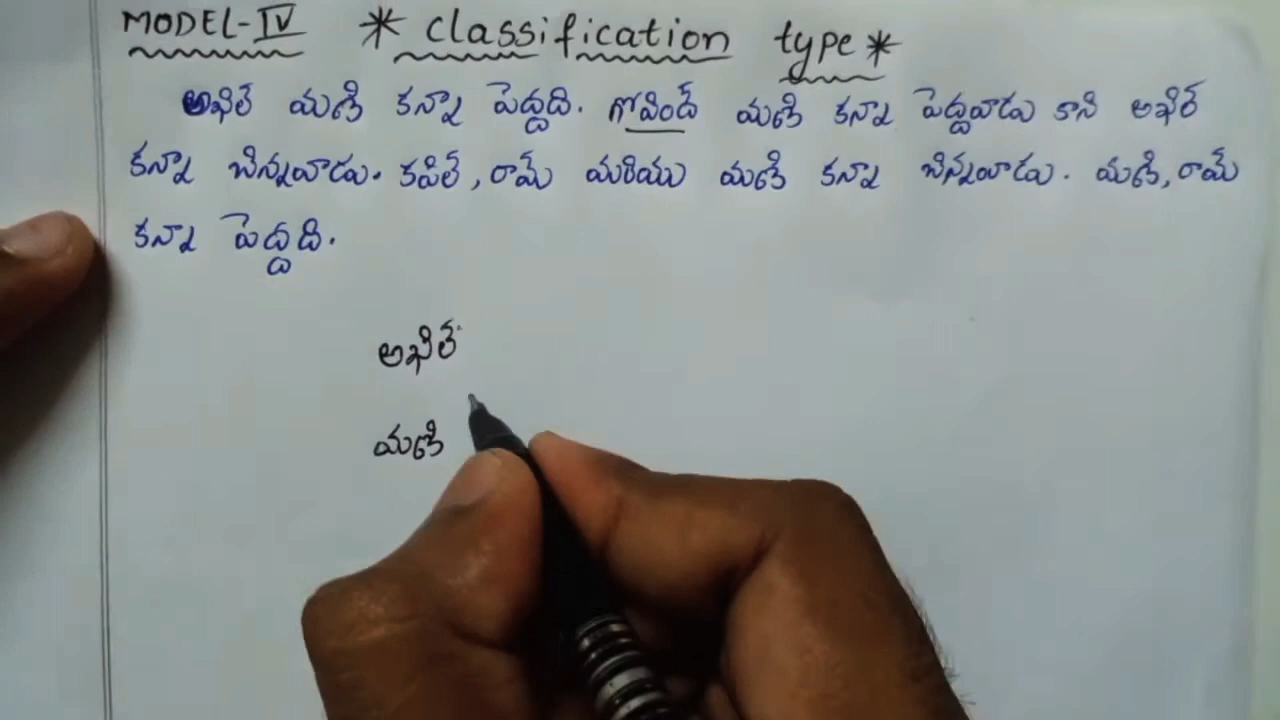 MODEL-IV * Classification type *
అఖిల్ మణి కన్నా పెద్దది. గోవింద్ మణి కన్నా పెద్దవాడు కాని అఖిల్
కన్నా చిన్నవాడు. కపిల్, రామ్ మరియు మణి కన్నా చిన్నవాడు. మణి, రామ్
కన్నా పెద్దది.
అఖిల్
మణి